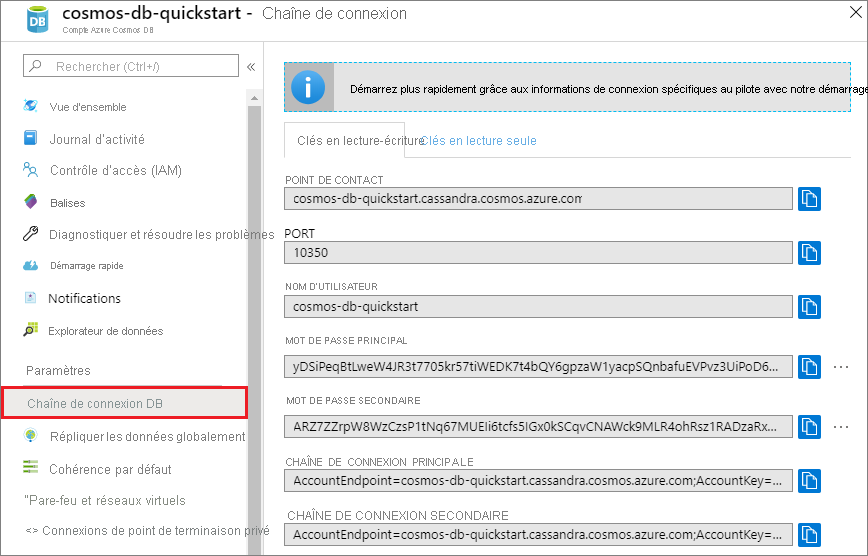 cosmos-db-quickstart - Chaîne de connexion
Compte Azure Cosmos DB
Rechercher (Ctrl+/)
Vue d'ensemble
Journal d'activité
Contrôle d'accès (IAM)
Balises
Diagnostiquer et résoudre les problèmes
Démarrage rapide
Notifications
Explorateur de données
Paramètres
Chaîne de connexion DB
Répliquer les données globalement
Cohérence par défaut
"Pare-feu et réseaux virtuels
<> Connexions de point de terminaison privé
Démarrez plus rapidement grâce aux informations de connexion spécifiques au pilote avec notre démarrage
Clés en lecture-écriture
Clés en lecture seule
POINT DE CONTACT
cosmos-db-quickstart.cassandra.cosmos.azure.com
PORT
10350
NOM D'UTILISATEUR
cosmos-db-quickstart
MOT DE PASSE PRINCIPAL
yDSiPeqBtLweW4JR3t7705kr57tiWEDK7t4bQY6gpzaW1yacpSQnbafuEVPvz3UiPoD6...
MOT DE PASSE SECONDAIRE
ARZ7ZZrpW8WzCzsP1tNq67MUEIi6tcfs5IGx0kSCqvCNAWck9MLR4ohRsz1RADzaRx...
CHAÎNE DE CONNEXION PRINCIPALE
AccountEndpoint=cosmos-db-quickstart.cassandra.cosmos.azure.com;AccountKey=...
CHAÎNE DE CONNEXION SECONDAIRE
AccountEndpoint=cosmos-db-quickstart.cassandra.cosmos.azure.com;AccountKey=...